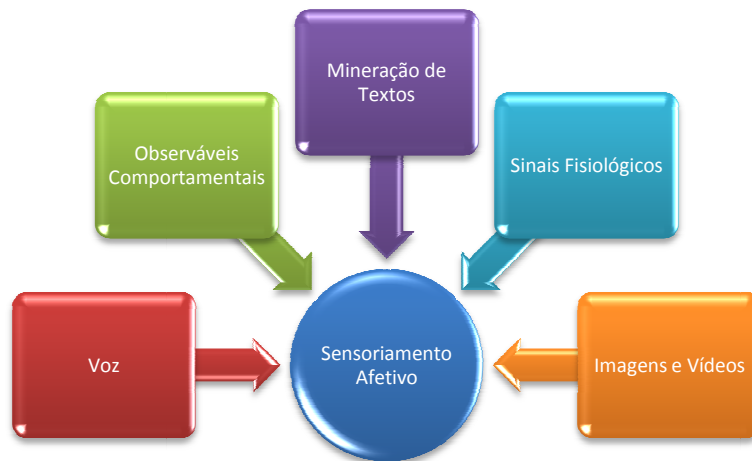 Mineração de
Textos
Observáveis
Comportamentais
Sinais Fisiológicos
Voz
Sensoriamento
Afetivo
Imagens e Vídeos